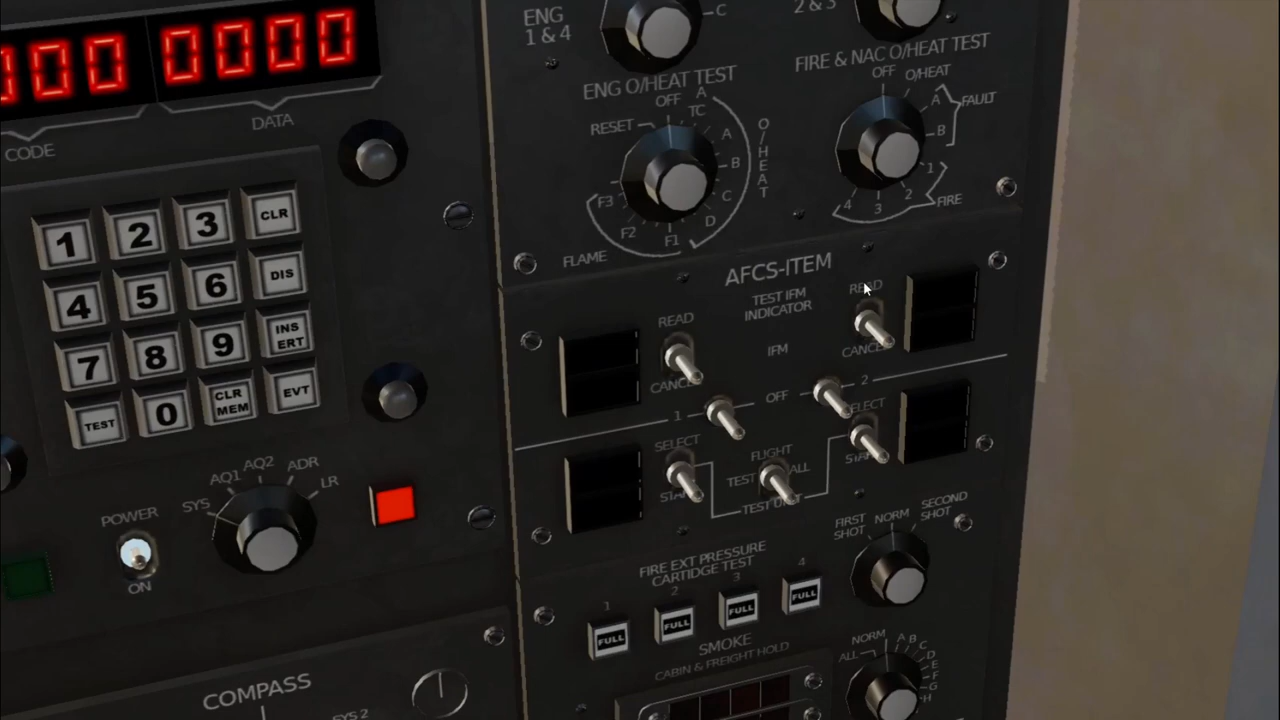 000 0000
CODE
DATA
1 2 3 CLR
4 5 6 DIS
7 8 9 INS ERT
TEST 0 CLR MEM EVT
SYS AQ1 AQ2 ADR LR
POWER
ON
COMPASS
SYS 2
ENG
1 & 4
C
2 & 3
ENG O/HEAT TEST
RESET OFF A
TC
A
B
C
D
F1
F2
F3
O/HEAT
FLAME
FIRE & NAC O/HEAT TEST
OFF O/HEAT
A
B
FAULT
1
2
3
4
FIRE
AFCS-ITEM
TEST IFM
INDICATOR
READ
CANCEL
READ
CANCEL
IFM
1 OFF 2
SELECT
FLIGHT
TEST ALL
TEST UNIT
FIRE EXT PRESSURE
CARTIDGE TEST
1 2 3 4
FULL FULL FULL FULL
FIRST
SHOT
NORM
SECOND
SHOT
SMOKE
CABIN & FREIGHT HOLD
ALL NORM A B C D E F G H